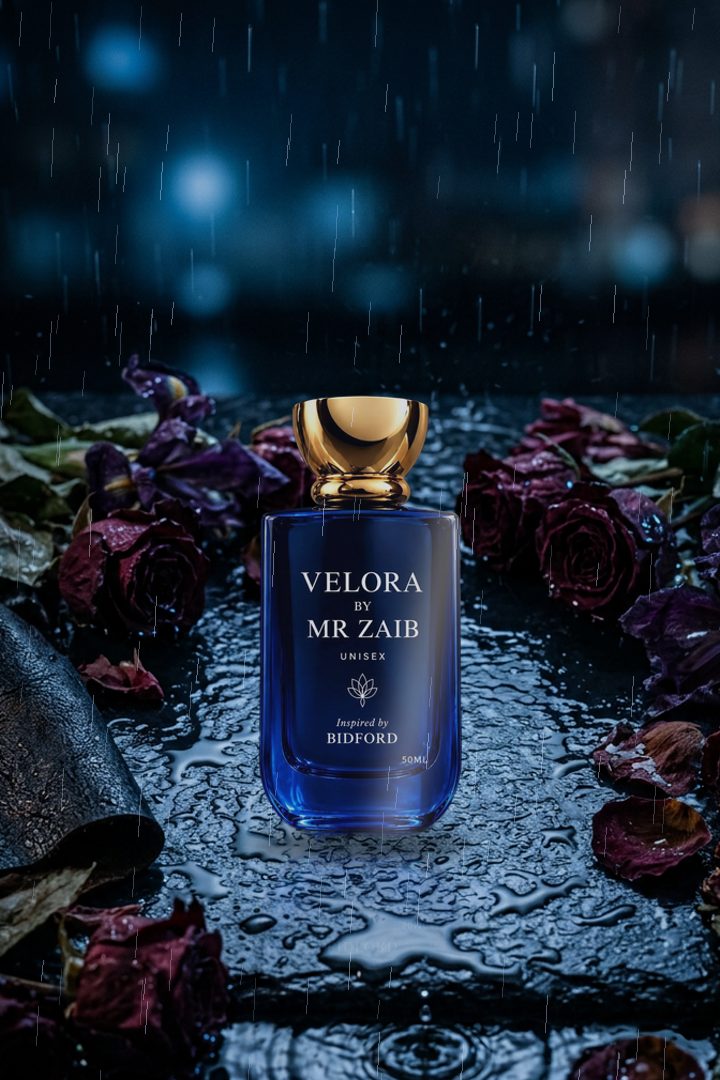 VELORA
BY
MR ZAIB
UNISEX
Inspired by
BIDFORD
50ML